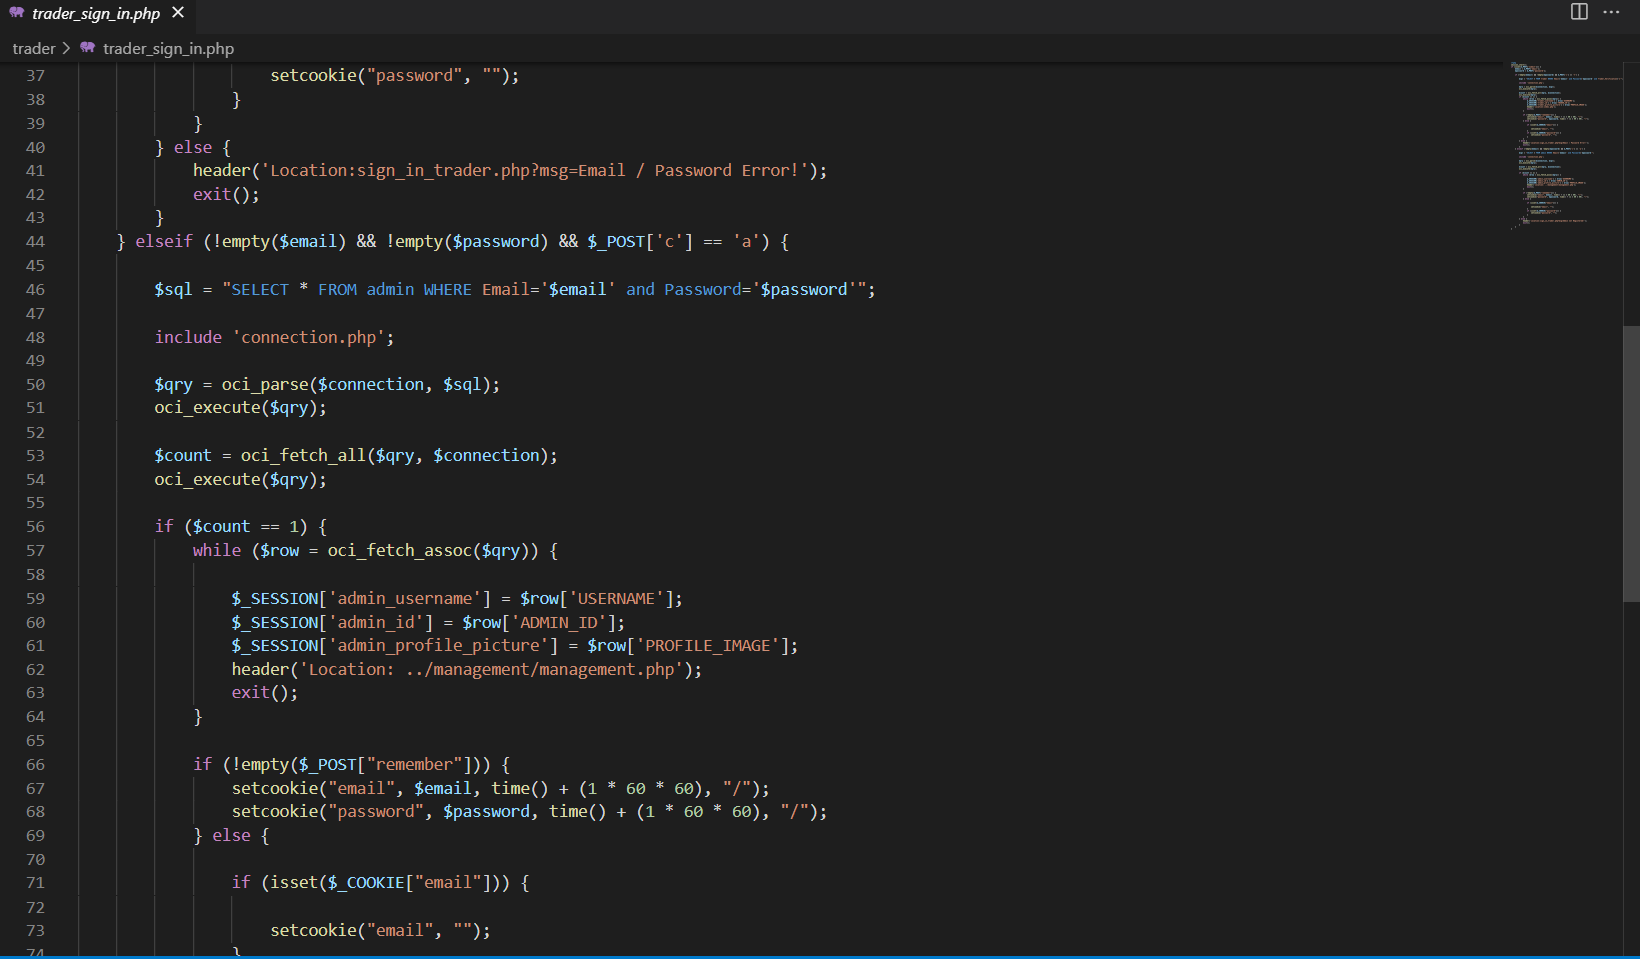 trader_sign_in.php
trader > trader_sign_in.php
37 setcookie("password", "");
38 }
39 }
40 } else {
41 header('Location:sign_in_trader.php?msg=Email / Password Error!');
42 exit();
43 }
44 } elseif (!empty($email) && !empty($password) && $_POST['c'] == 'a') {
45
46 $sql = "SELECT * FROM admin WHERE Email='$email' and Password='$password'";
47
48 include 'connection.php';
49
50 $qry = oci_parse($connection, $sql);
51 oci_execute($qry);
52
53 $count = oci_fetch_all($qry, $connection);
54 oci_execute($qry);
55
56 if ($count == 1) {
57 while ($row = oci_fetch_assoc($qry)) {
58
59 $_SESSION['admin_username'] = $row['USERNAME'];
60 $_SESSION['admin_id'] = $row['ADMIN_ID'];
61 $_SESSION['admin_profile_picture'] = $row['PROFILE_IMAGE'];
62 header('Location: ../management/management.php');
63 exit();
64 }
65
66 if (!empty($_POST["remember"])) {
67 setcookie("email", $email, time() + (1 * 60 * 60), "/");
68 setcookie("password", $password, time() + (1 * 60 * 60), "/");
69 } else {
70
71 if (isset($_COOKIE["email"])) {
72
73 setcookie("email", "");
74 }